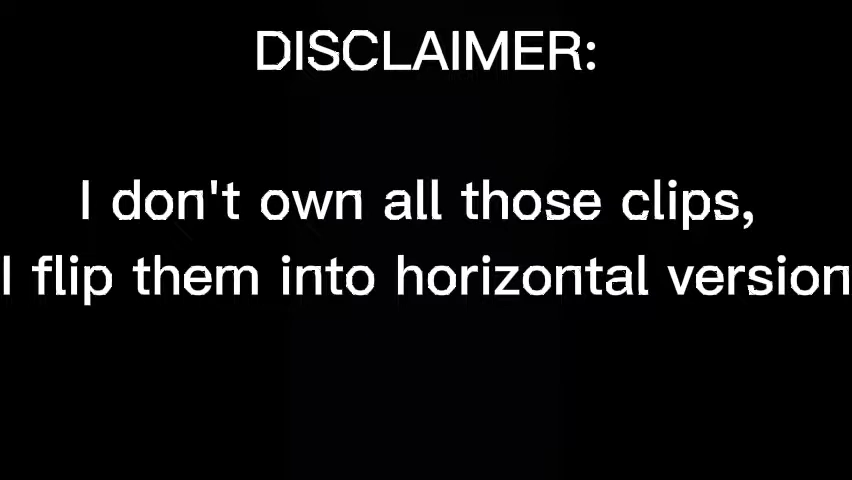 DISCLAIMER:
I don't own all those clips,
I flip them into horizontal version